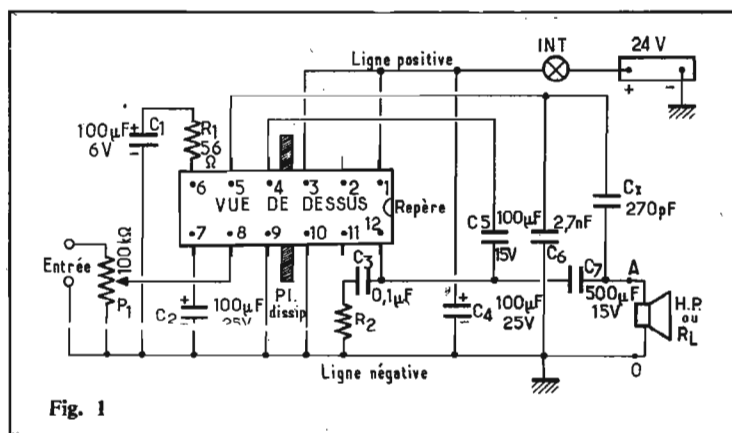 INT
24 V
Ligne positive
+ -
100µF
6V
+
-
C1
R1
56
Ω
6 5 4 3 2 1
VUE DE DESSUS
Repère
7 8 9 10 11 12
Cx
270pF
C5
100µF
15V
2,7nF
C6
Entrée
100kΩ
P1
+
C2
100µF
25V
Pl.
dissip
C3
0,1µF
R2
+
-
C4
100µF
25V
C7
500µF
15V
A
H.P.
ou
RL
O
Ligne négative
Fig. 1